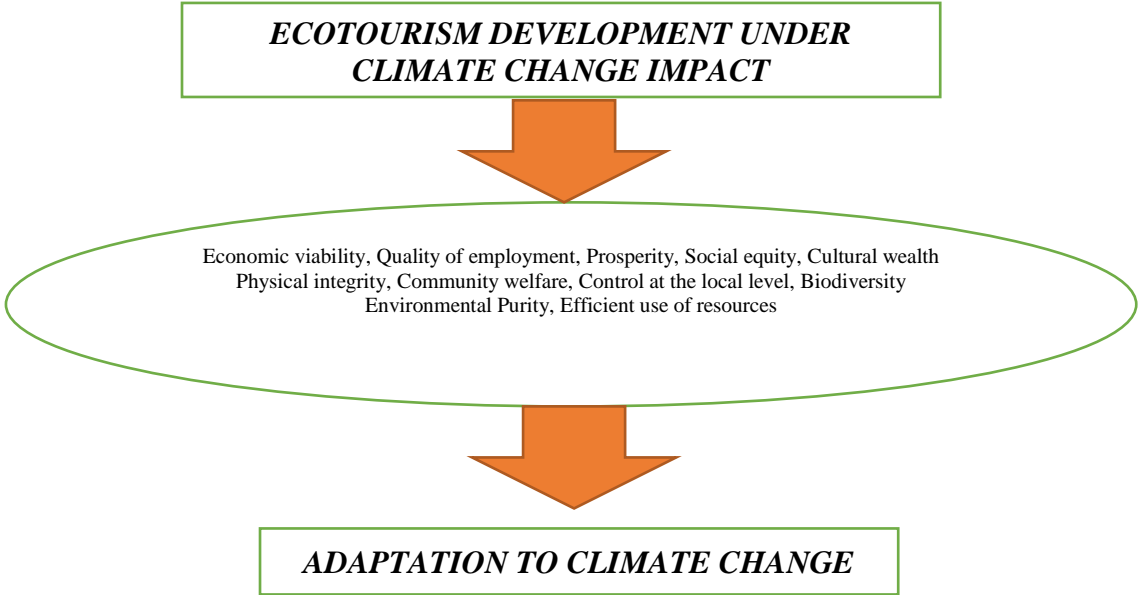 ECOTOURISM DEVELOPMENT UNDER
CLIMATE CHANGE IMPACT
Economic viability, Quality of employment, Prosperity, Social equity, Cultural wealth
Physical integrity, Community welfare, Control at the local level, Biodiversity
Environmental Purity, Efficient use of resources
ADAPTATION TO CLIMATE CHANGE